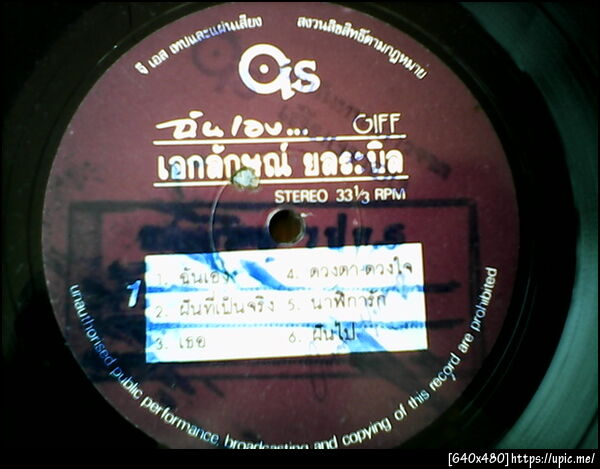 จี เอส เทปและแผ่นเสียง
สงวนลิขสิทธิ์ตามกฎหมาย
GS
ฉันเอง... GIFF
เอกลักษณ์ ยลระบิล
STEREO 33 1/3 RPM
1
1. ฉันเอง 4. ดวงตา-ดวงใจ
2. ฝันที่เป็นจริง 5. นาฬิการัก
3. เธอ 6. ฝันไป
unauthorised public performance, broadcasting and copying of this record are prohibited
[640x480]https://upic.me/